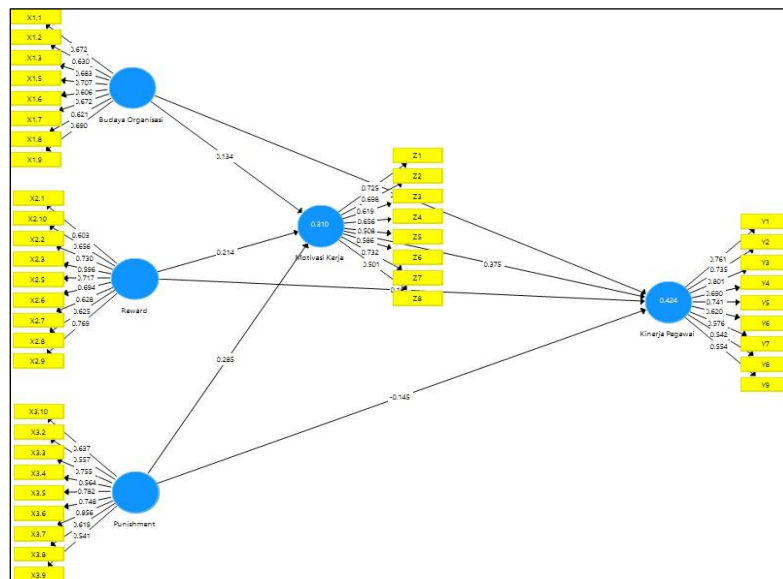 X1.1
X1.2
X1.3
X1.5
X1.6
X1.7
X1.8
X1.9
0.672
0.630
0.683
0.707
0.606
0.672
0.621
0.690
Budaya Organisasi
0.134
X2.1
X2.10
X2.2
X2.3
X2.5
X2.6
X2.7
X2.8
X2.9
0.603
0.656
0.730
0.596
0.717
0.694
0.628
0.625
0.769
Reward
0.214
X3.10
X3.2
X3.3
X3.4
X3.5
X3.6
X3.7
X3.8
X3.9
0.637
0.557
0.755
0.564
0.782
0.748
0.856
0.619
0.541
Punishment
0.285
-0.145
0.310
Motivasi Kerja
Z1
Z2
Z3
Z4
Z5
Z6
Z7
Z8
0.725
0.698
0.619
0.656
0.508
0.586
0.732
0.501
0.375
0.424
Kinerja Pegawai
Y1
Y2
Y3
Y4
Y5
Y6
Y7
Y8
Y9
0.761
0.735
0.801
0.690
0.741
0.620
0.576
0.542
0.554